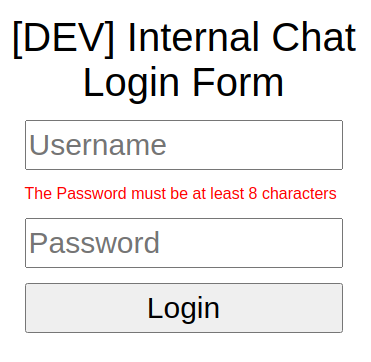 [DEV] Internal Chat
Login Form
Username
The Password must be at least 8 characters
Password
Login